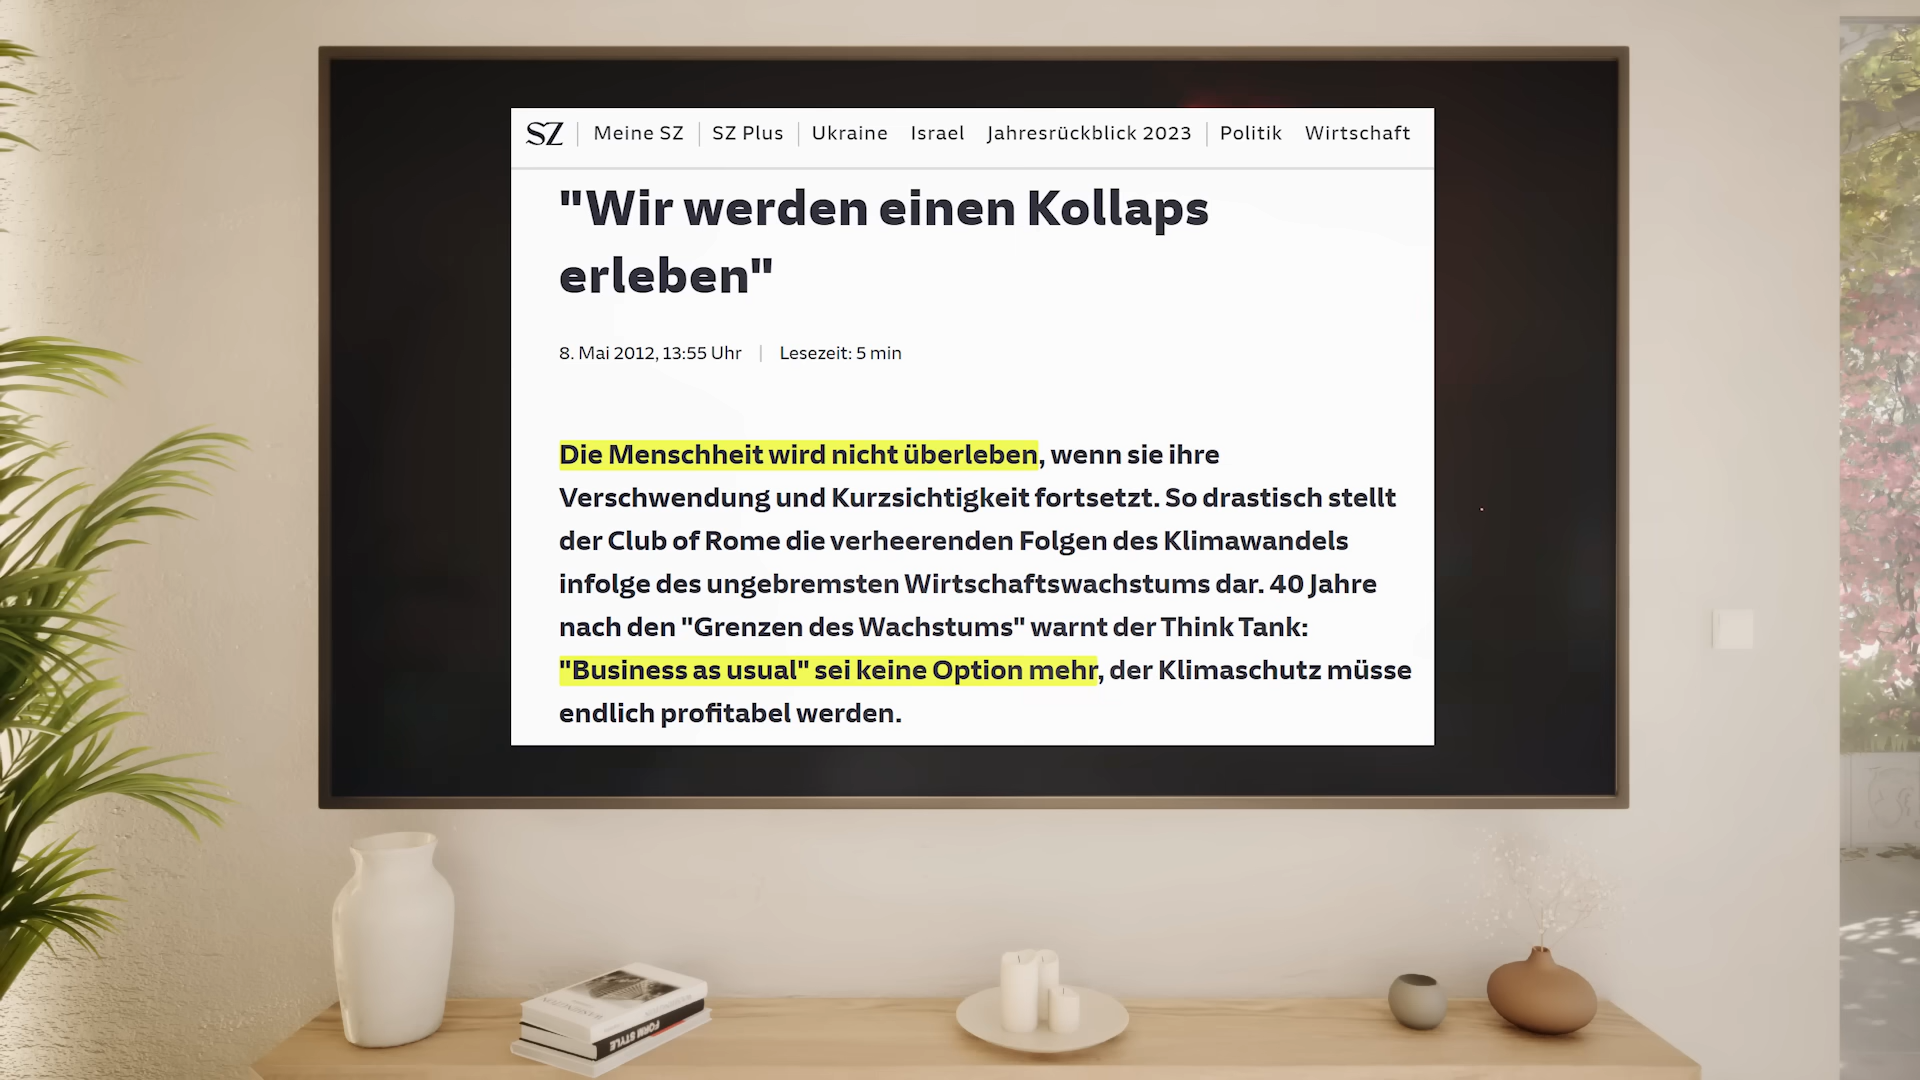 SZ Meine SZ SZ Plus Ukraine Israel Jahresrückblick 2023 Politik Wirtschaft
"Wir werden einen Kollaps
erleben"
8. Mai 2012, 13:55 Uhr Lesezeit: 5 min
Die Menschheit wird nicht überleben, wenn sie ihre
Verschwendung und Kurzsichtigkeit fortsetzt. So drastisch stellt
der Club of Rome die verheerenden Folgen des Klimawandels
infolge des ungebremsten Wirtschaftswachstums dar. 40 Jahre
nach den "Grenzen des Wachstums" warnt der Think Tank:
"Business as usual" sei keine Option mehr, der Klimaschutz müsse
endlich profitabel werden.
FORM STYLE